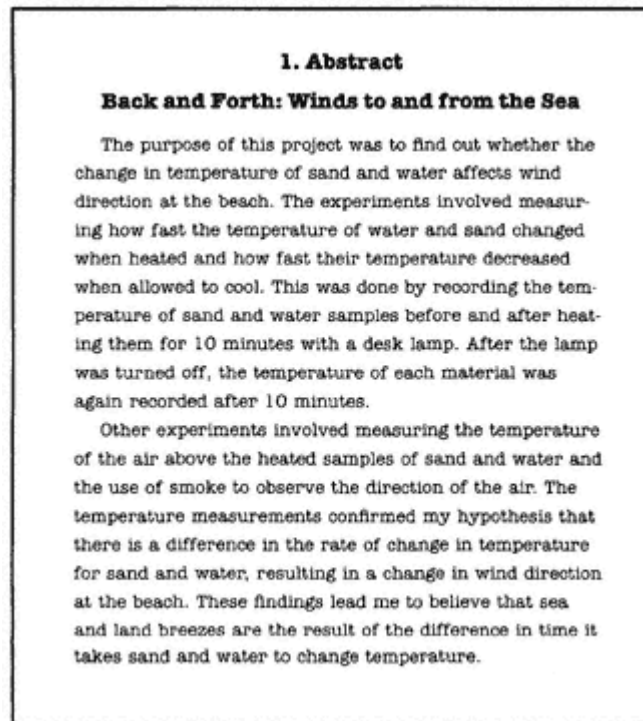 1. Abstract
Back and Forth: Winds to and from the Sea
The purpose of this project was to find out whether the
change in temperature of sand and water affects wind
direction at the beach. The experiments involved measur-
ing how fast the temperature of water and sand changed
when heated and how fast their temperature decreased
when allowed to cool. This was done by recording the tem-
perature of sand and water samples before and after heat-
ing them for 10 minutes with a desk lamp. After the lamp
was turned off, the temperature of each material was
again recorded after 10 minutes.
Other experiments involved measuring the temperature
of the air above the heated samples of sand and water and
the use of smoke to observe the direction of the air. The
temperature measurements confirmed my hypothesis that
there is a difference in the rate of change in temperature
for sand and water, resulting in a change in wind direction
at the beach. These findings lead me to believe that sea
and land breezes are the result of the difference in time it
takes sand and water to change temperature.